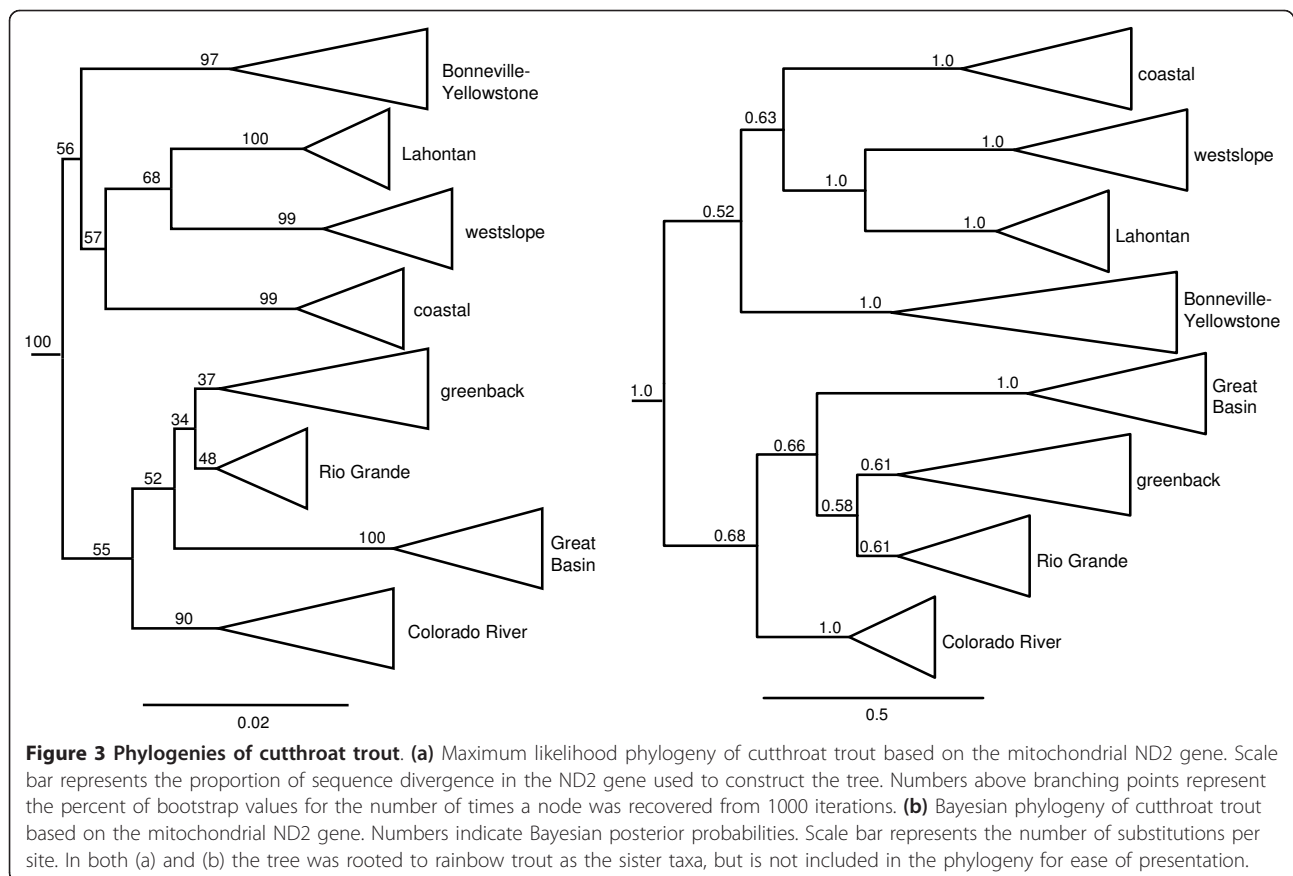 97
Bonneville-
Yellowstone
56
100
Lahontan
68
99
westslope
57
99
coastal
100
37
greenback
34
48
Rio Grande
52
100
Great
Basin
55
90
Colorado River
0.02
1.0
coastal
0.63
1.0
westslope
1.0
1.0
Lahontan
0.52
1.0
Bonneville-
Yellowstone
1.0
1.0
Great
Basin
0.66
0.61
greenback
0.58
0.61
Rio Grande
0.68
1.0
Colorado River
0.5
Figure 3 Phylogenies of cutthroat trout. (a) Maximum likelihood phylogeny of cutthroat trout based on the mitochondrial ND2 gene. Scale
bar represents the proportion of sequence divergence in the ND2 gene used to construct the tree. Numbers above branching points represent
the percent of bootstrap values for the number of times a node was recovered from 1000 iterations. (b) Bayesian phylogeny of cutthroat trout
based on the mitochondrial ND2 gene. Numbers indicate Bayesian posterior probabilities. Scale bar represents the number of substitutions per
site. In both (a) and (b) the tree was rooted to rainbow trout as the sister taxa, but is not included in the phylogeny for ease of presentation.